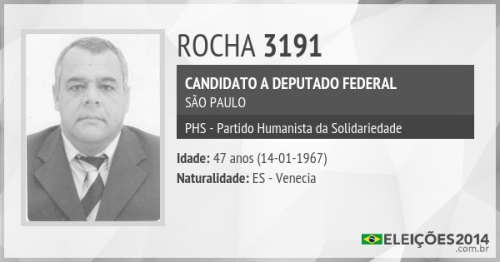 ROCHA 3191
CANDIDATO A DEPUTADO FEDERAL
SÃO PAULO
PHS - Partido Humanista da Solidariedade
Idade: 47 anos (14-01-1967)
Naturalidade: ES - Venecia
ELEIÇÕES2014
.com.br